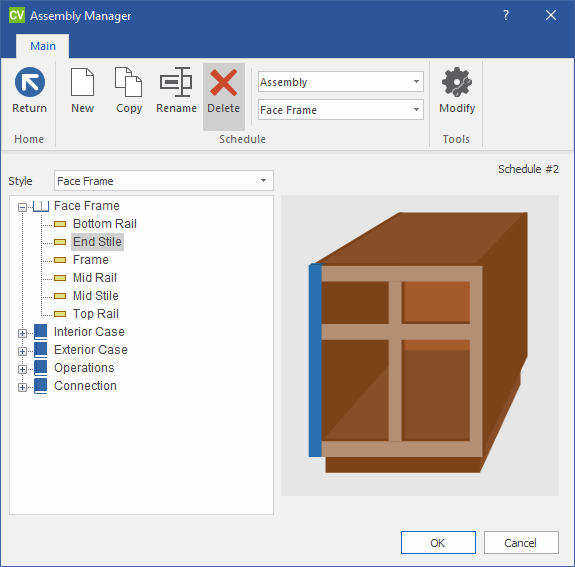 CV Assembly Manager ?
Main
Return
New
Copy
Rename
Delete
Assembly
Face Frame
Modify
Home
Schedule
Tools
Schedule #2
Style
Face Frame
Face Frame
Bottom Rail
End Stile
Frame
Mid Rail
Mid Stile
Top Rail
Interior Case
Exterior Case
Operations
Connection
OK
Cancel